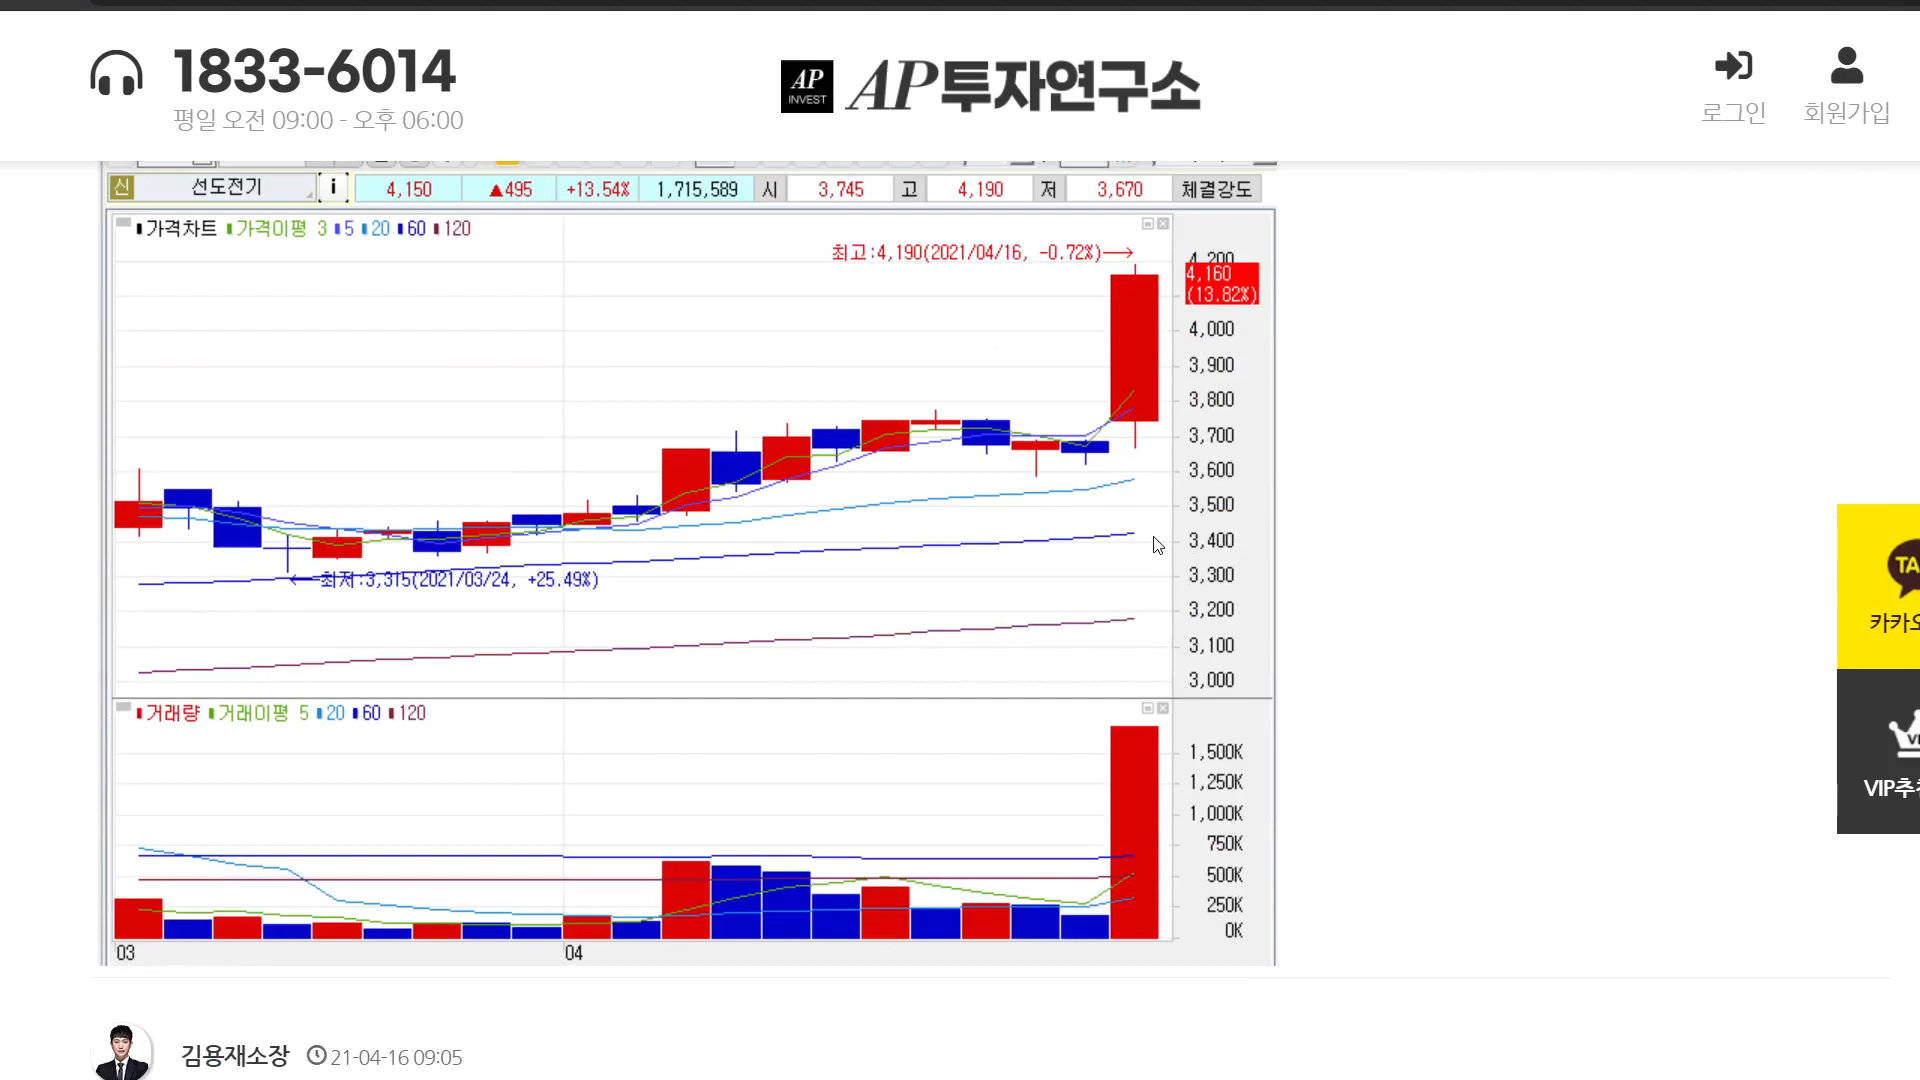 1833-6014
평일 오전 09:00 - 오후 06:00
AP
INVEST
AP투자연구소
로그인
회원가입
신 선도전기 i 4,150 ▲495 +13.54% 1,715,589 시 3,745 고 4,190 저 3,670 체결강도
가격차트 가격이평 3 5 20 60 120
최고:4,190(2021/04/16, -0.72%)→
4,200
4,160
(13.82%)
4,000
3,900
3,800
3,700
3,600
3,500
3,400
3,300
3,200
3,100
3,000
←최저:3,315(2021/03/24, +25.49%)
거래량 거래이평 5 20 60 120
1,500K
1,250K
1,000K
750K
500K
250K
0K
03
04
VIP
김용재소장 21-04-16 09:05